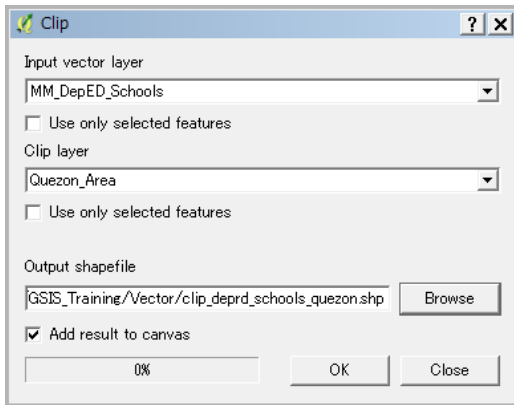 Clip
?
Input vector layer
MM_DepED_Schools
Use only selected features
Clip layer
Quezon_Area
Use only selected features
Output shapefile
GSIS_Training/Vector/clip_deprd_schools_quezon.shp Browse
Add result to canvas
0% OK Close